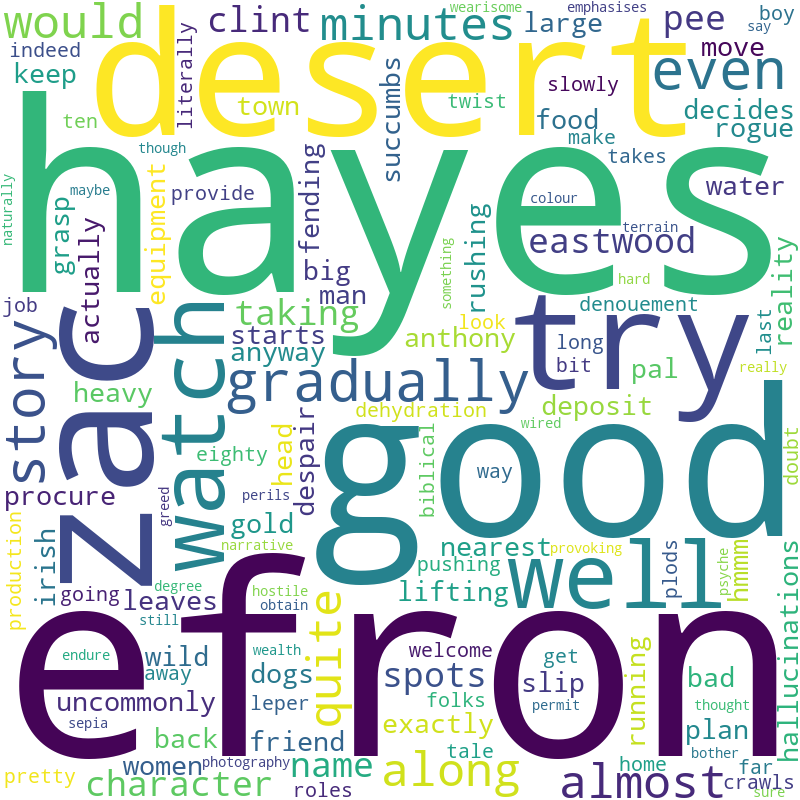 wearisome
emphasises
would
clint
minutes
large
pee
boy
say
indeed
literally
desert
move
even
keep
town
succumbs
twist
slowly
food
decides
rogue
ten
though
make
takes
hayes
naturally
maybe
grasp
equipment
provide
fending
colour
water
terrain
eastwood
actually
big
man
something
rushing
hard
reality
job
zac
watch
taking
try
denouement
last
story
starts
anyway
anthony
look
long
bit
pal
really
heavy
gradually
dehydration
deposit
good
wired
eighty
head
despair
biblical
way
doubt
procure
greed
perils
gold
production
irish
narrative
nearest
provoking
well
plods
psyche
hmmm
hallucinations
going
degree
leaves
still
pushing
lifting
hostile
obtain
efron
quite
endure
wild
away
wealth
dogs
welcome
spots
get
slip
permit
running
bad
thought
uncommonly
leper
folks
sepia
back
friend
exactly
plan
bother
pretty
women
photography
name
along
tale
home
far
character
roles
almost
crawls
sure